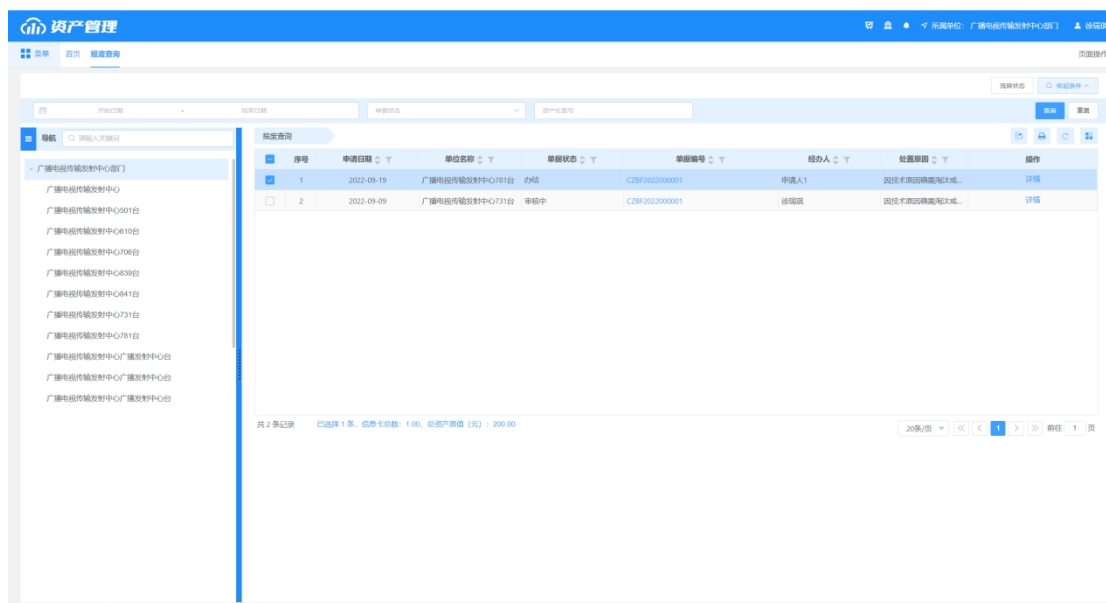 资产管理 所属单位: 广播电视传输发射中心部门 徐瑞琪
菜单 首页 报废查询 页面操作
流转状态 收起条件
开始日期 - 结束日期 单据状态 资产处置号 查询 重置
导航 请输入关键词 报废查询
广播电视传输发射中心部门
广播电视传输发射中心
广播电视传输发射中心501台
广播电视传输发射中心610台
广播电视传输发射中心706台
广播电视传输发射中心839台
广播电视传输发射中心841台
广播电视传输发射中心731台
广播电视传输发射中心781台
广播电视传输发射中心广播发射中心台
广播电视传输发射中心广播发射中心台
广播电视传输发射中心广播发射中心台
序号 申请日期 单位名称 单据状态 单据编号 经办人 处置原因 操作
1 2022-09-19 广播电视传输发射中心781台 办结 CZBF2022000001 申请人1 因技术原因确需淘汰或... 详情
2 2022-09-09 广播电视传输发射中心731台 审核中 CZBF2022000001 徐瑞琪 因技术原因确需淘汰或... 详情
共 2 条记录 已选择 1 条, 信息卡总数: 1.00, 总资产原值 (元) : 200.00 20条/页 1 前往 1 页